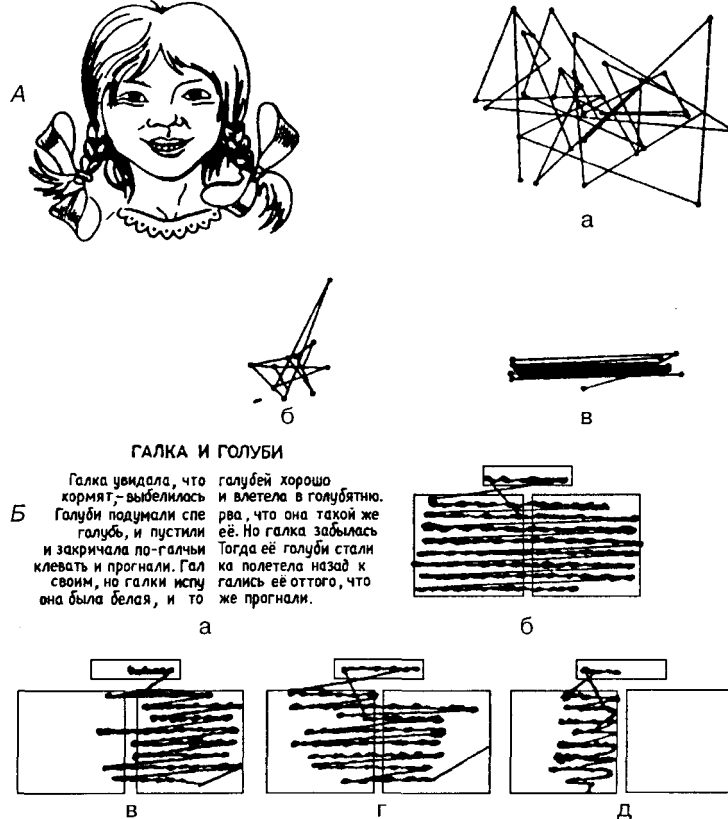 А
а
б
в
ГАЛКА И ГОЛУБИ
Б
Галка увидала, что голубей хорошо
кормят,-выбелилась и влетела в голубятню.
Голуби подумали спе рва, что она такой же
голубь, и пустили её. Но галка забылась
и закричала по-галчьи Тогда её голуби стали
клевать и прогнали. Гал ка полетела назад к
своим, но галки испу гались её оттого, что
она была белая, и то же прогнали.
а
б
в
г
д